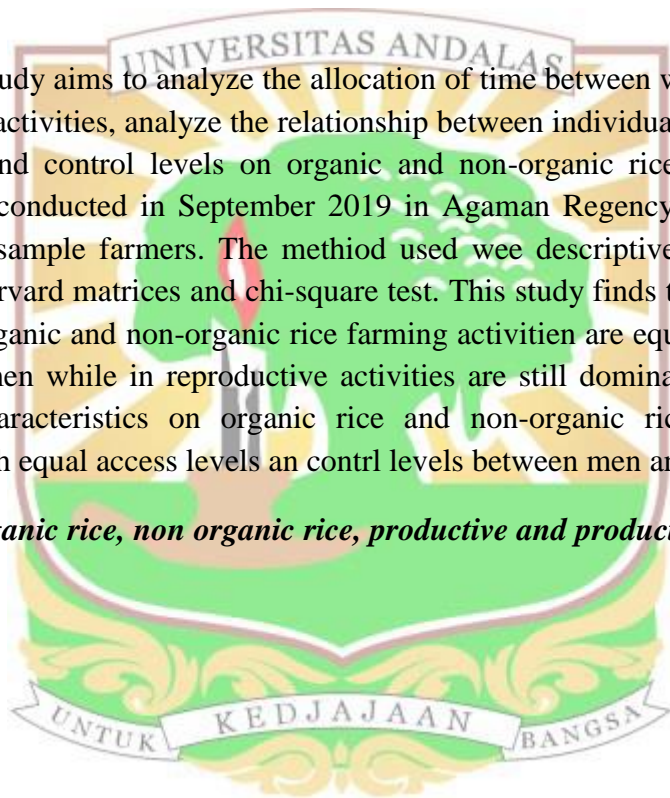 UNIVERSITAS ANDALAS
udy aims to analyze the allocation of time between
activities, analyze the relationship between individua
nd control levels on organic and non-organic rice
conducted in September 2019 in Agaman Regency
sample farmers. The methiod used wee descriptive
rvard matrices and chi-square test. This study finds t
ganic and non-organic rice farming activitien are equ
en while in reproductive activities are still domina
aracteristics on organic rice and non-organic ric
equal access levels an contrl levels between men
anic rice, non organic rice, productive and produc
UNTUK KEDJAJAAN BANGSA